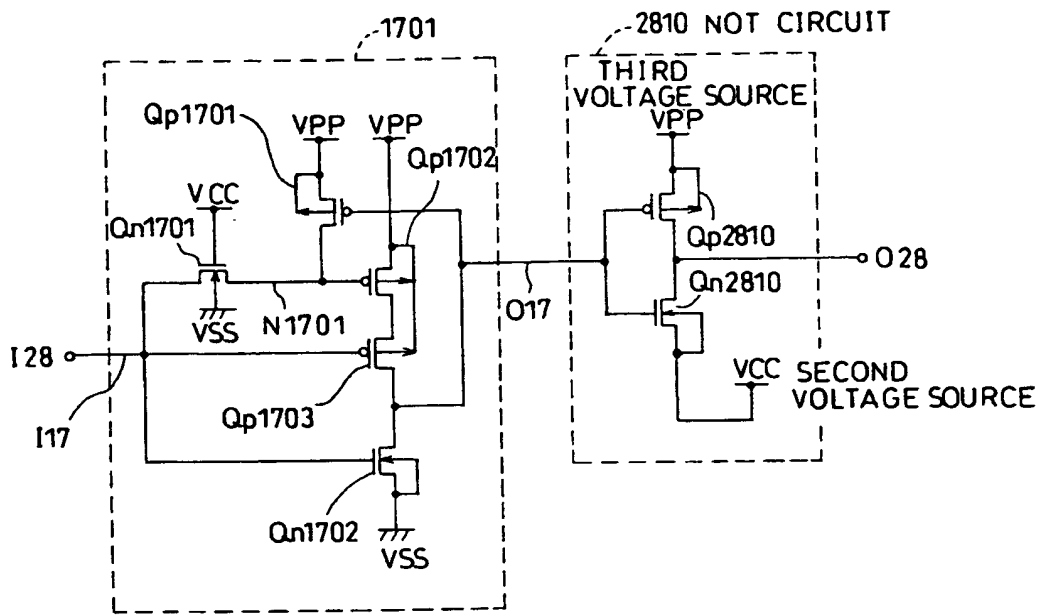 1701
2810 NOT CIRCUIT
THIRD
VOLTAGE SOURCE
Qp1701
VPP
VPP
VPP
Qp1702
VCC
Qn1701
Qp2810
O28
Qn2810
VSS
N1701
O17
I28
VCC
SECOND
VOLTAGE SOURCE
Qp1703
I17
Qn1702
VSS